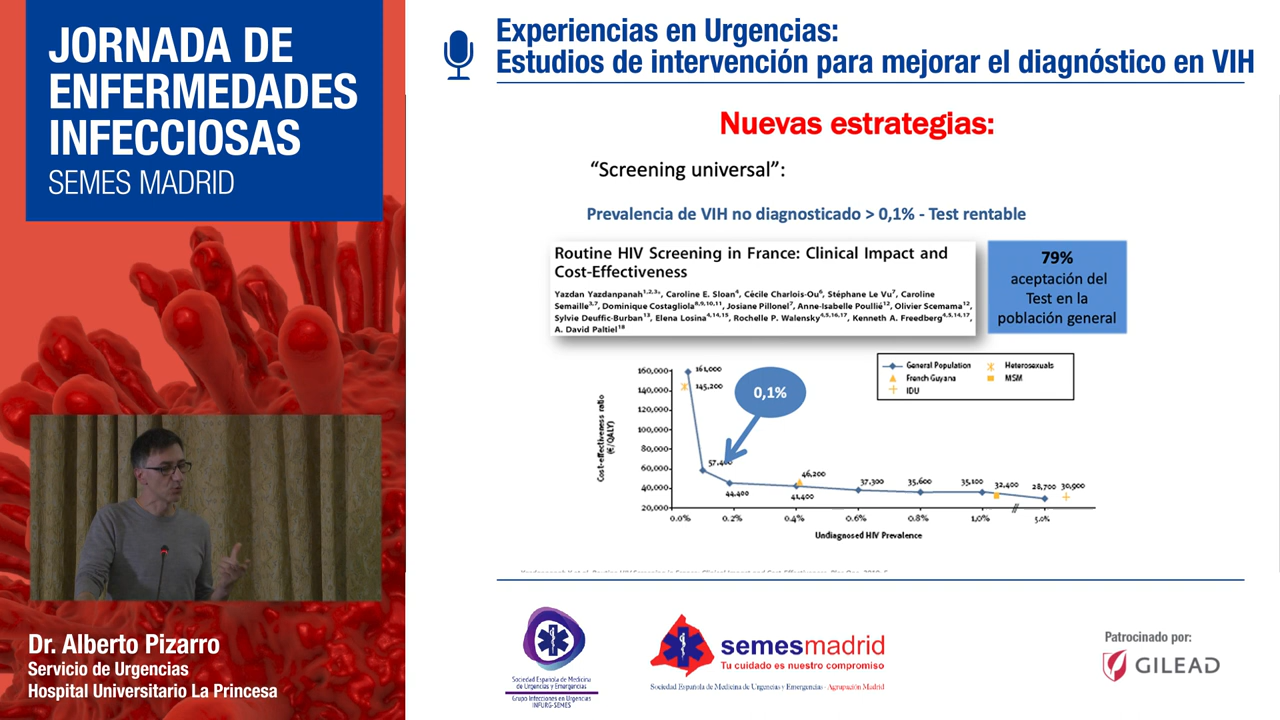 JORNADA DE
ENFERMEDADES
INFECCIOSAS
SEMES MADRID
Dr. Alberto Pizarro
Servicio de Urgencias
Hospital Universitario La Princesa
Experiencias en Urgencias:
Estudios de intervención para mejorar el diagnóstico en VIH
Nuevas estrategias:
“Screening universal”:
Prevalencia de VIH no diagnosticado > 0,1% - Test rentable
Routine HIV Screening in France: Clinical Impact and
Cost-Effectiveness
Yazdan Yazdanpanah1,2,3*, Caroline E. Sloan4, Cécile Charlois-Ou6, Stéphane Le Vu7, Caroline
Semaille3,7, Dominique Costagliola8,9,10,11, Josiane Pillonel7, Anne-Isabelle Poullié12, Olivier Scemama12,
Sylvie Deuffic-Burban13, Elena Losina4,14,15, Rochelle P. Walensky4,5,16,17, Kenneth A. Freedberg4,5,14,17,
A. David Paltiel18
79%
aceptación del
Test en la
población general
General Population
Heterosexuals
French Guyana
MSM
IDU
Cost-effectiveness ratio
(€/QALY)
160,000
140,000
120,000
100,000
80,000
60,000
40,000
20,000
161,000
145,200
0,1%
57,400
44,400
46,200
41,400
37,300
35,600
35,100
32,400
28,700
30,900
0.0%
0.2%
0.4%
0.6%
0.8%
1,0%
//
5.0%
Undiagnosed HIV Prevalence
Sociedad Española de Medicina
de Urgencias y Emergencias
Grupo Infecciones en Urgencias
INFURG-SEMES
semesmadrid
Tu cuidado es nuestro compromiso
Sociedad Española de Medicina de Urgencias y Emergencias - Agrupación Madrid
Patrocinado por:
GILEAD